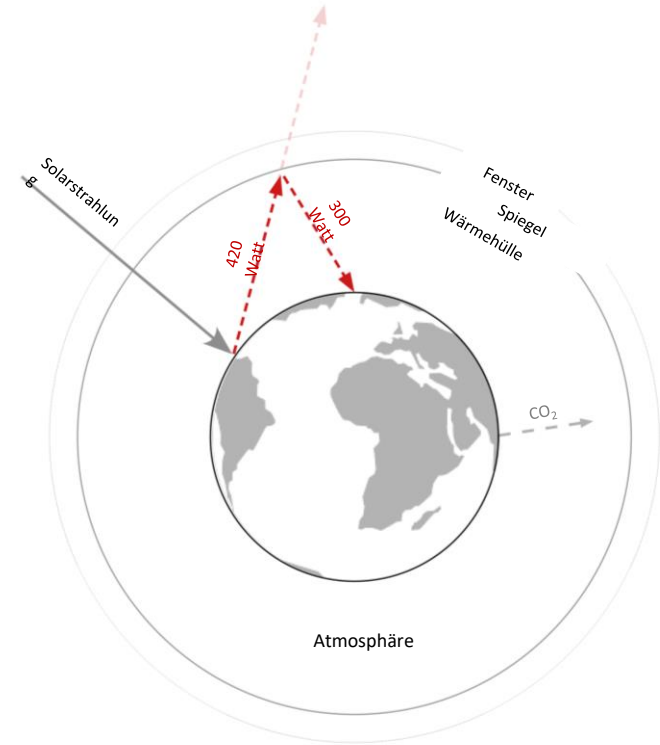 Solarstrahlun
g
Fenster
Spiegel
Wärmehülle
420
Watt
300
Watt
CO₂
Atmosphäre